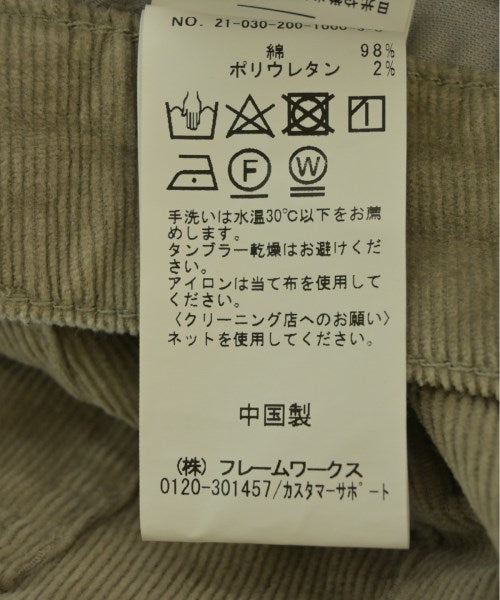 NO. 21-030-200-1000-3-0
綿 98%
ポリウレタン 2%
F W
手洗いは水温30℃以下をお薦
めします。
タンブラー乾燥はお避けくだ
さい。
アイロンは当て布を使用して
ください。
〈クリーニング店へのお願い〉
ネットを使用してください。
中国製
(株) フレームワークス
0120-301457/カスタマーサポート